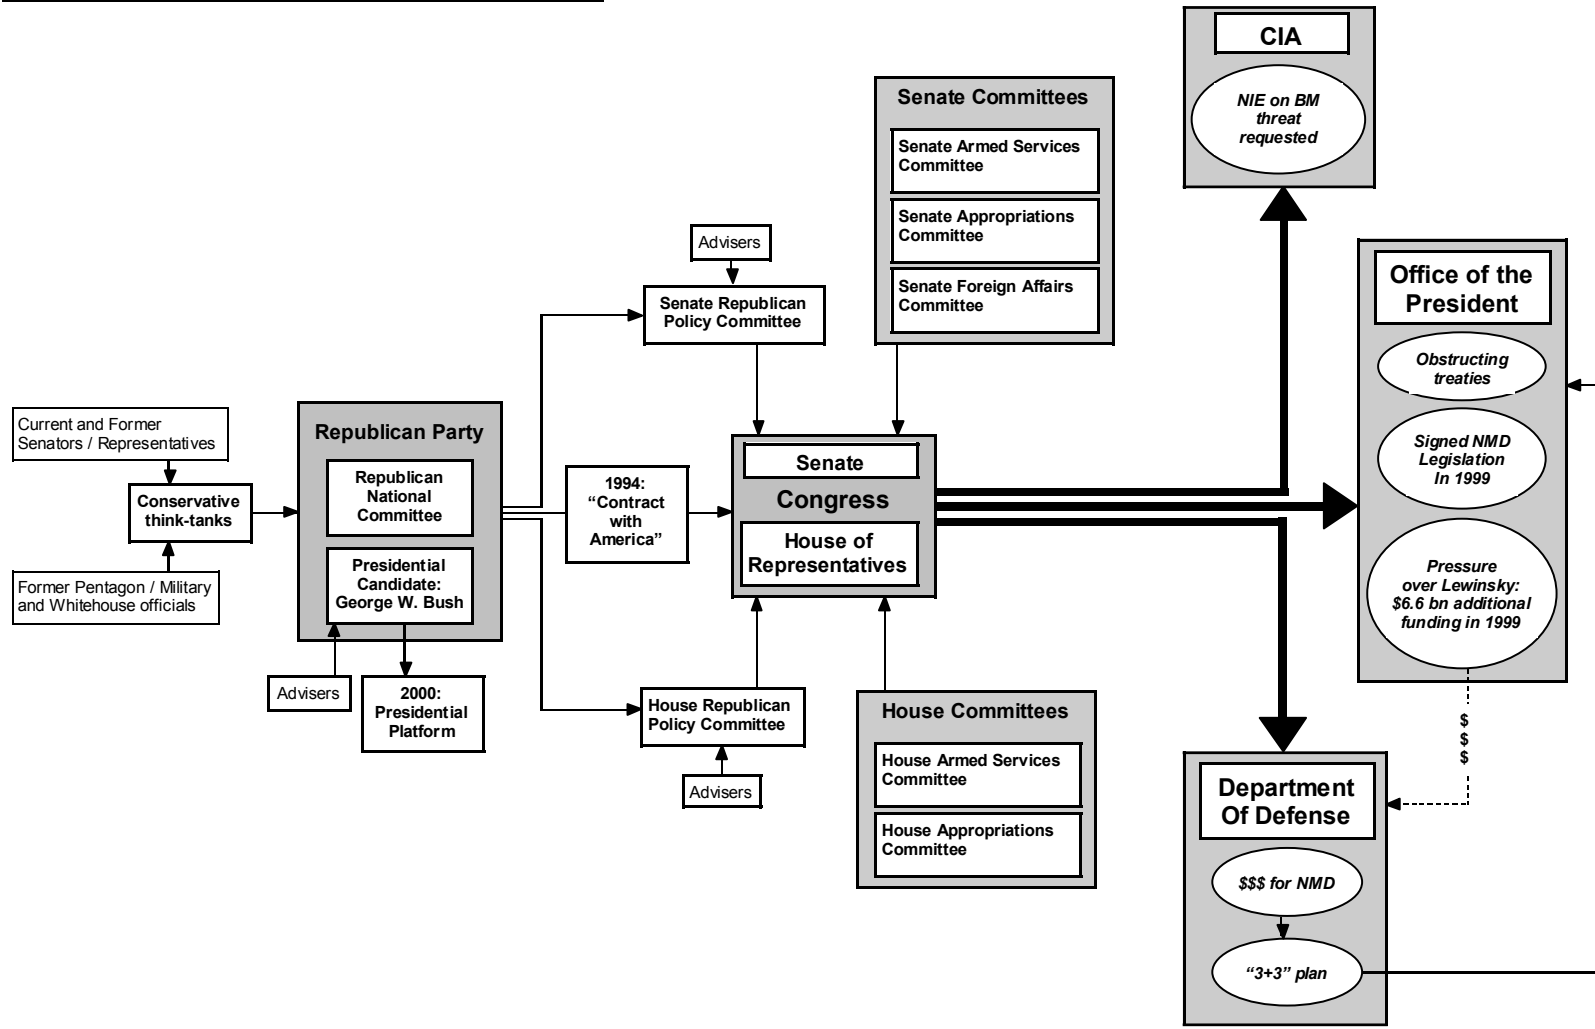 CIA
NIE on BM
threat
requested
Senate Committees
Senate Armed Services
Committee
Senate Appropriations
Committee
Senate Foreign Affairs
Committee
Advisers
Senate Republican
Policy Committee
Office of the
President
Obstructing
treaties
Signed NMD
Legislation
In 1999
Pressure
over Lewinsky:
$6.6 bn additional
funding in 1999
Current and Former
Senators / Representatives
Conservative
think-tanks
Former Pentagon / Military
and Whitehouse officials
Republican Party
Republican
National
Committee
Presidential
Candidate:
George W. Bush
Advisers
2000:
Presidential
Platform
1994:
“Contract
with
America”
Senate
Congress
House of
Representatives
House Republican
Policy Committee
Advisers
House Committees
House Armed Services
Committee
House Appropriations
Committee
$
$
$
Department
Of Defense
$$$ for NMD
“3+3” plan